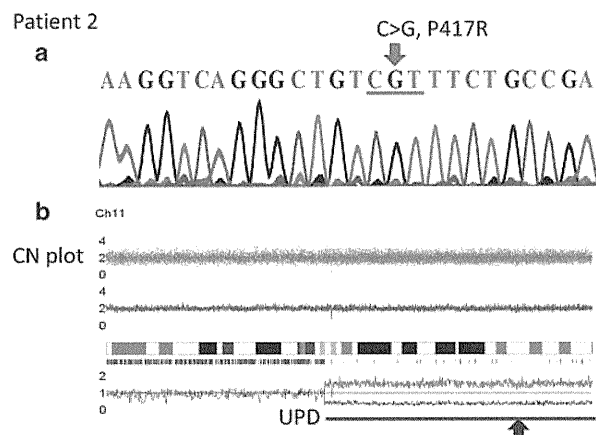 Patient 2
a
C>G, P417R
AAGGTCAGGGCTGTCGTTTCTGCCGA
b
Ch11
CN plot
4
2
0
4
2
0
2
1
0
UPD